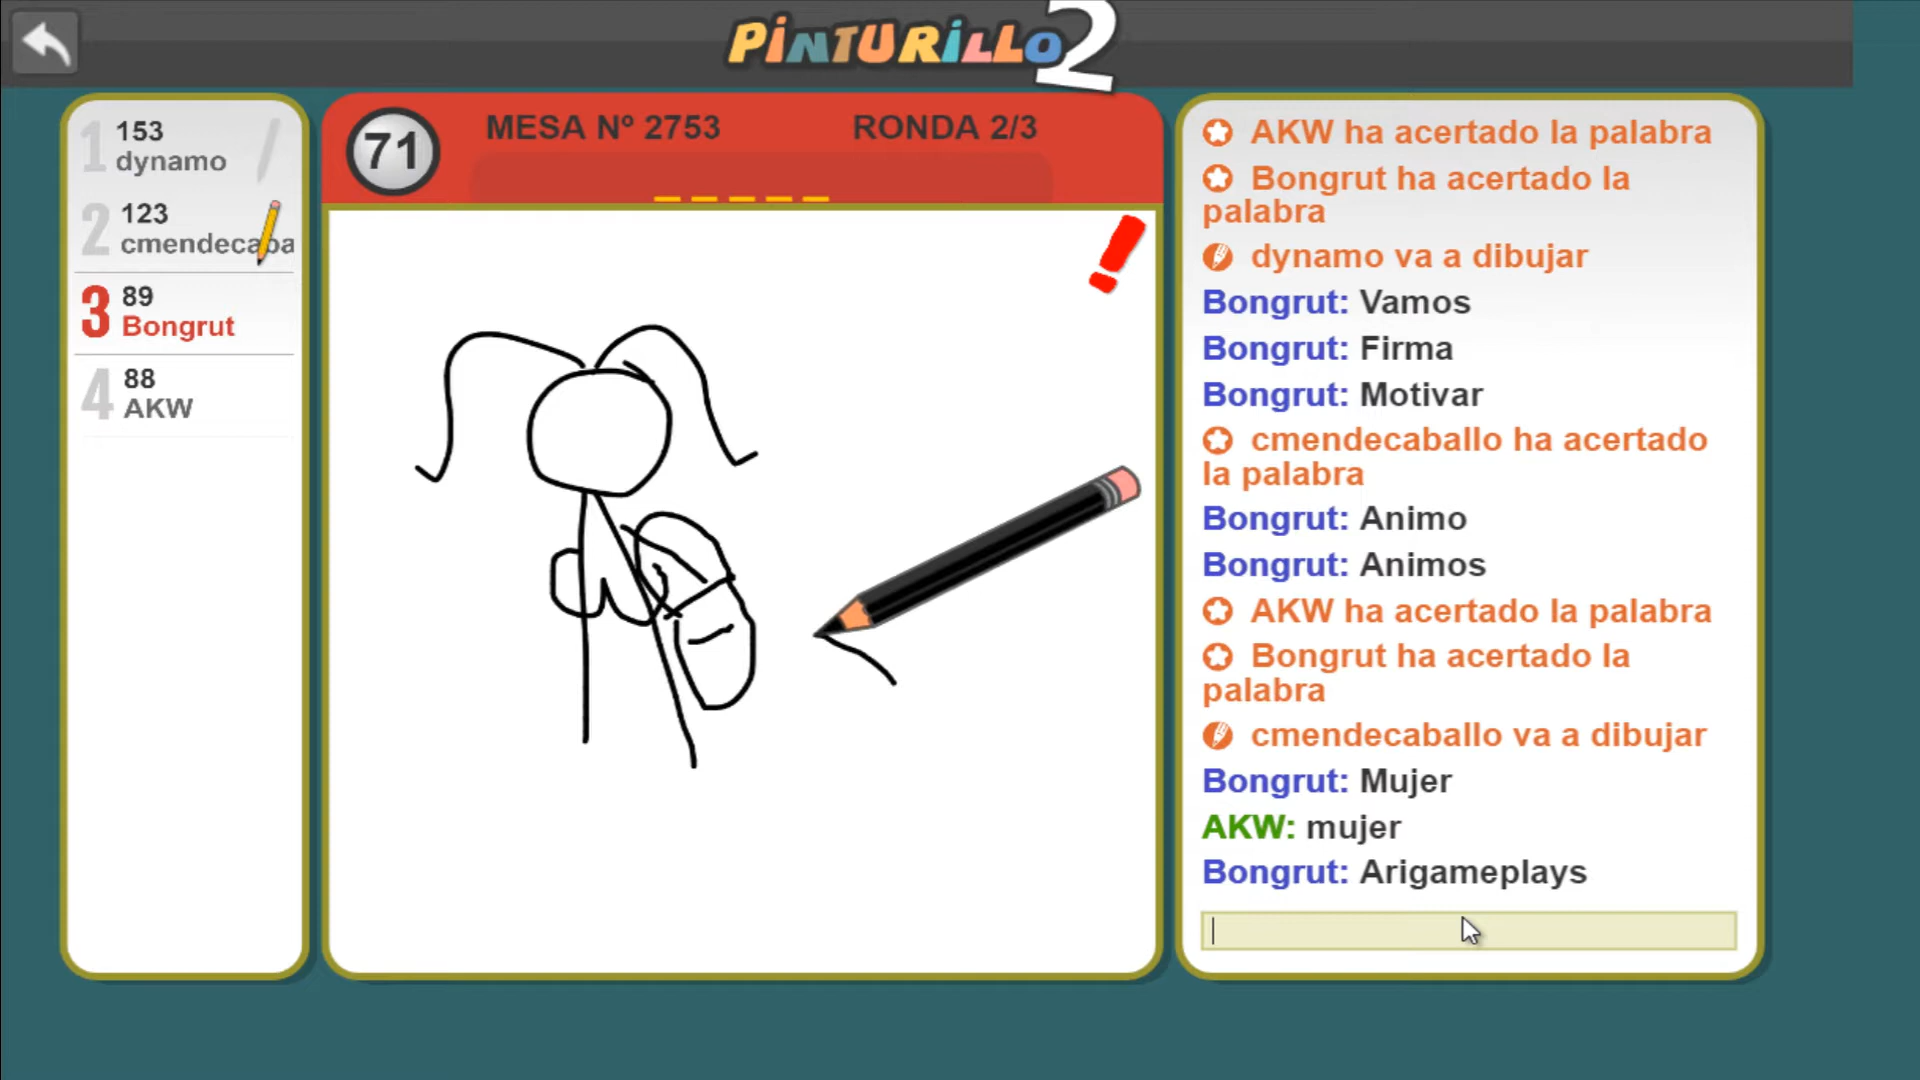 PiNTURiLLO 2
1 153
dynamo
2 123
cmendecaba
3 89
Bongrut
4 88
AKW
71
MESA Nº 2753
RONDA 2/3
_ _ _ _ _
!
AKW ha acertado la palabra
Bongrut ha acertado la
palabra
dynamo va a dibujar
Bongrut: Vamos
Bongrut: Firma
Bongrut: Motivar
cmendecaballo ha acertado
la palabra
Bongrut: Animo
Bongrut: Animos
AKW ha acertado la palabra
Bongrut ha acertado la
palabra
cmendecaballo va a dibujar
Bongrut: Mujer
AKW: mujer
Bongrut: Arigameplays